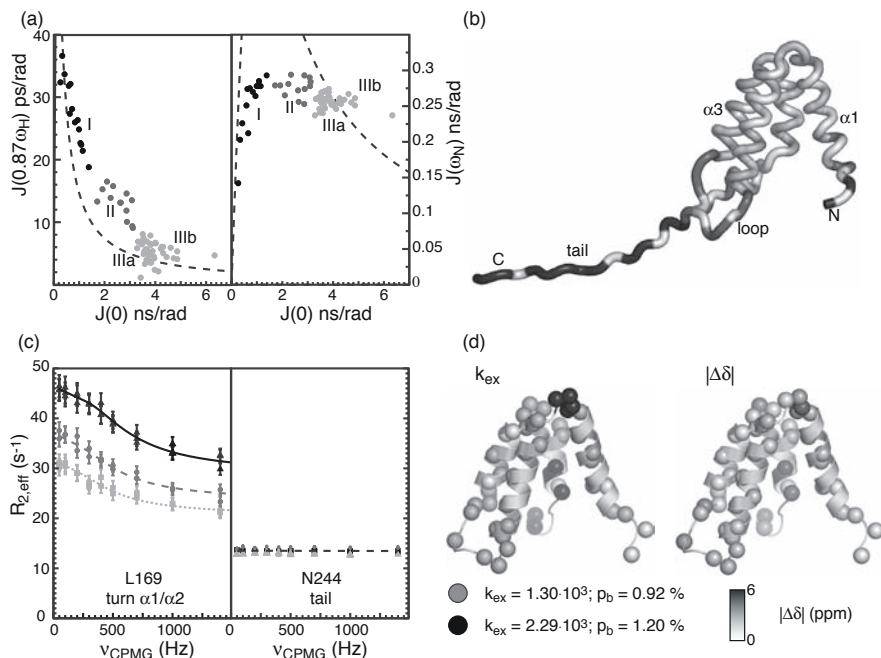 (a)
40
30
20
10
J(0.87ωH) ps/rad
I
II
IIIa
IIIb
0 2 4 6
J(0) ns/rad
I
II
IIIa
IIIb
0.3
0.25
0.2
0.15
0.1
0.05
0
J(ωN) ns/rad
0 2 4 6
J(0) ns/rad
(b)
α3
α1
N
loop
tail
C
(c)
50
40
30
20
10
0
R2,eff (s-1)
L169
turn α1/α2
0 500 1000
νCPMG (Hz)
N244
tail
0 500 1000
νCPMG (Hz)
(d)
kex
|Δδ|
kex = 1.30·10³; pb = 0.92 %
kex = 2.29·10³; pb = 1.20 %
6
0
|Δδ| (ppm)